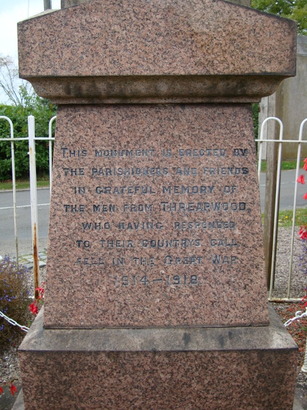 THIS MONUMENT IS ERECTED BY
THE PARISHIONERS AND FRIENDS
IN GRATEFUL MEMORY OF
THE MEN FROM THREAPWOOD
WHO HAVING RESPONDED
TO THEIR COUNTRYS CALL
FELL IN THE GREAT WAR
1914-1918